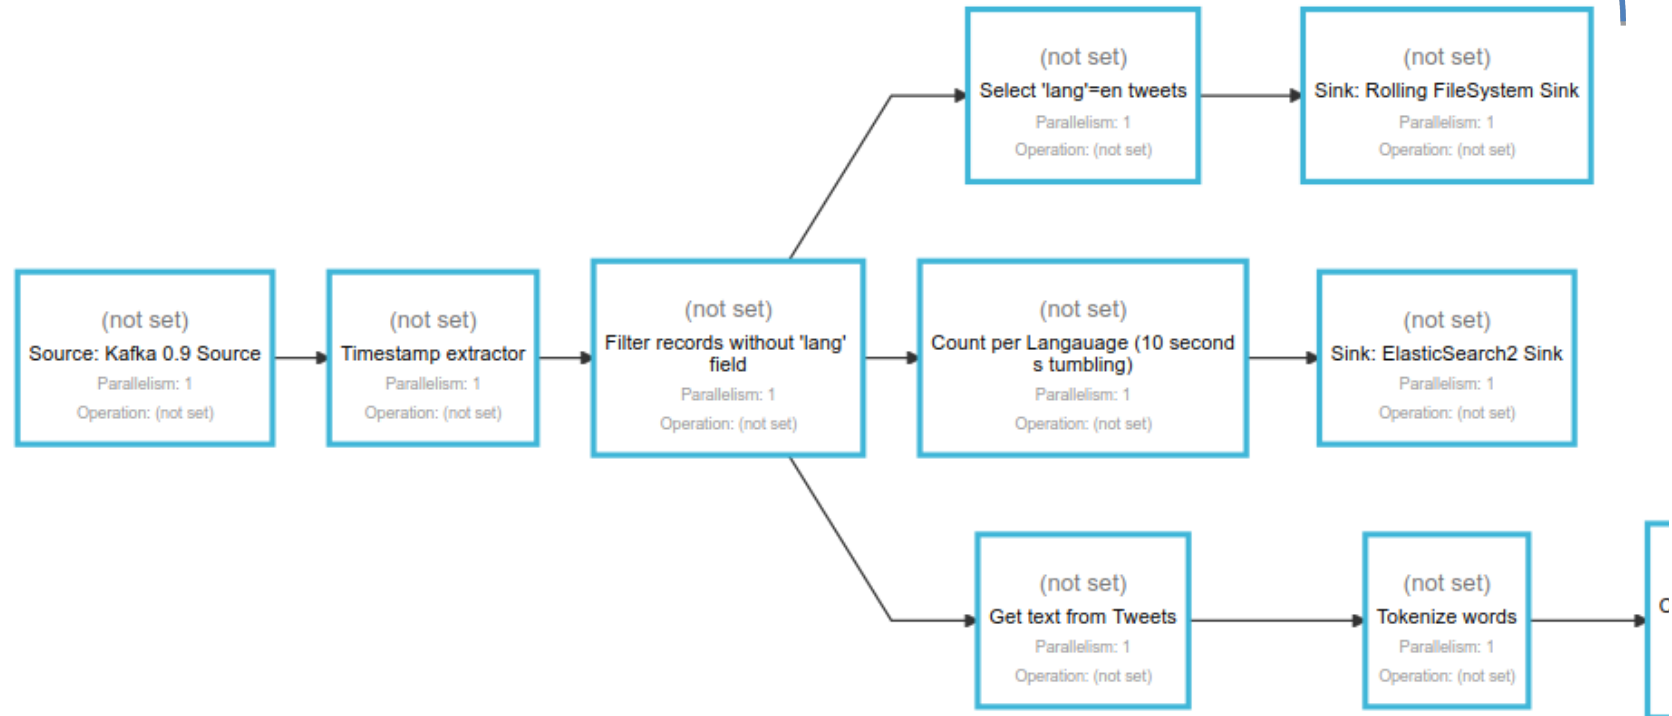 (not set)
Select 'lang'=en tweets
Parallelism: 1
Operation: (not set)
(not set)
Sink: Rolling FileSystem Sink
Parallelism: 1
Operation: (not set)
(not set)
Source: Kafka 0.9 Source
Parallelism: 1
Operation: (not set)
(not set)
Timestamp extractor
Parallelism: 1
Operation: (not set)
(not set)
Filter records without 'lang'
field
Parallelism: 1
Operation: (not set)
(not set)
Count per Langauage (10 second
s tumbling)
Parallelism: 1
Operation: (not set)
(not set)
Sink: ElasticSearch2 Sink
Parallelism: 1
Operation: (not set)
(not set)
Get text from Tweets
Parallelism: 1
Operation: (not set)
(not set)
Tokenize words
Parallelism: 1
Operation: (not set)